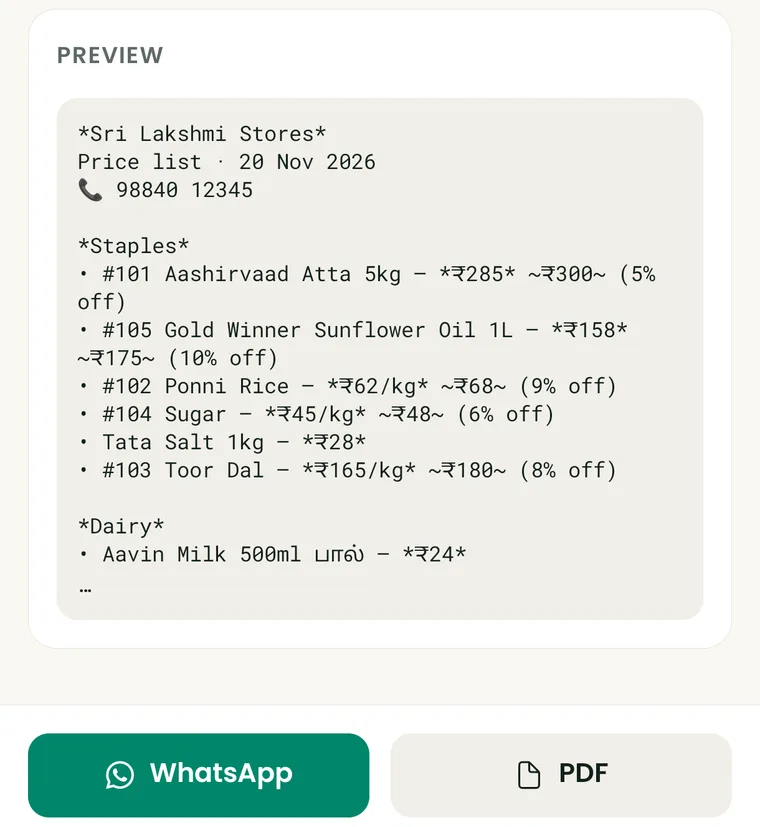 PREVIEW
*Sri Lakshmi Stores*
Price list · 20 Nov 2026
📞 98840 12345
*Staples*
• #101 Aashirvaad Atta 5kg — *₹285* ~₹300~ (5%
off)
• #105 Gold Winner Sunflower Oil 1L — *₹158*
~₹175~ (10% off)
• #102 Ponni Rice — *₹62/kg* ~₹68~ (9% off)
• #104 Sugar — *₹45/kg* ~₹48~ (6% off)
• Tata Salt 1kg — *₹28*
• #103 Toor Dal — *₹165/kg* ~₹180~ (8% off)
*Dairy*
• Aavin Milk 500ml பால் — *₹24*
…
WhatsApp
PDF